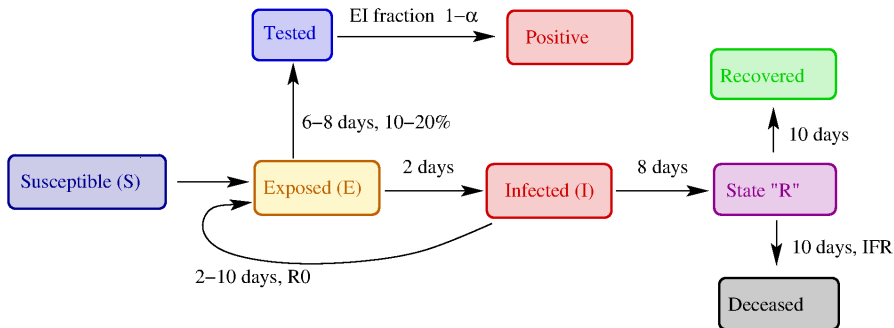 Tested
EI fraction 1−α
Positive
Recovered
6−8 days, 10−20%
10 days
Susceptible (S)
Exposed (E)
2 days
Infected (I)
8 days
State "R"
2−10 days, R0
10 days, IFR
Deceased